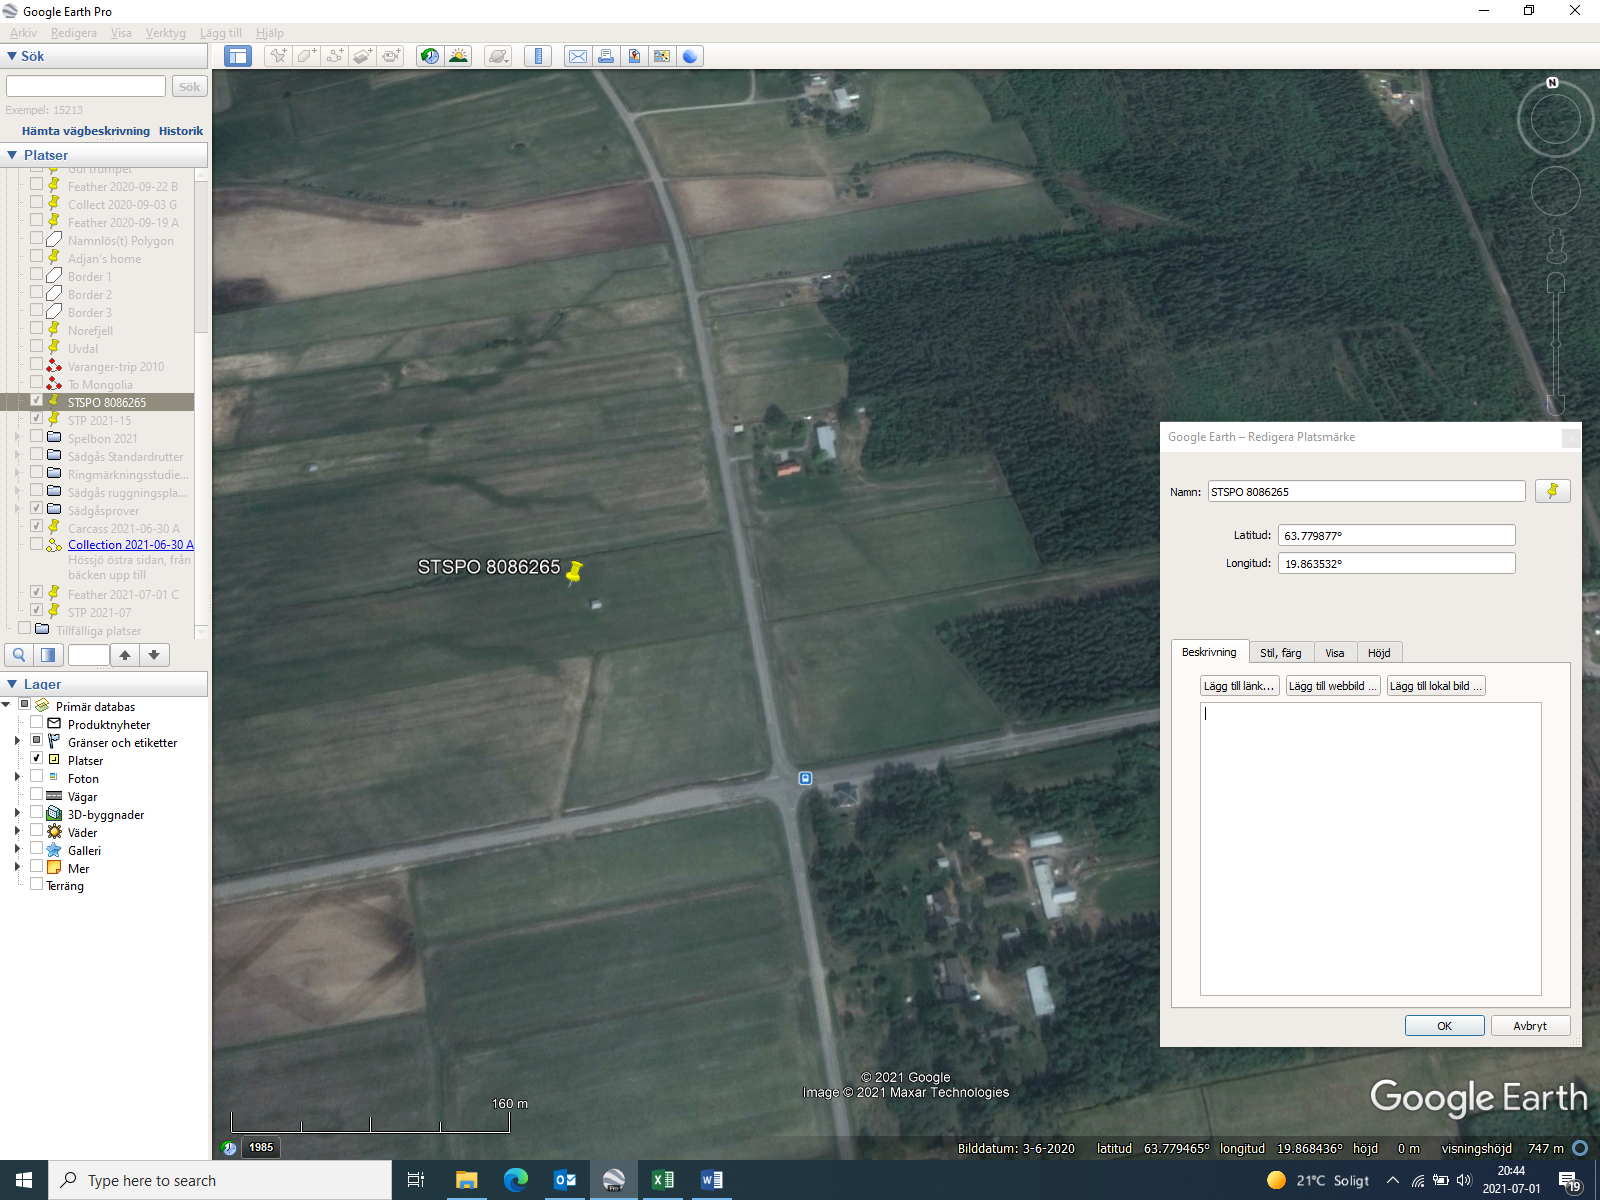 Google Earth Pro
Arkiv Redigera Visa Verktyg Lägg till Hjälp
Sök
Sök
Exempel: 15213
Hämta vägbeskrivning Historik
Platser
Gul trumpet
Feather 2020-09-22 B
Collect 2020-09-03 G
Feather 2020-09-19 A
Namnlös(t) Polygon
Adjan's home
Border 1
Border 2
Border 3
Norefjell
Uvdal
Varanger-trip 2010
To Mongolia
STSPO 8086265
STP 2021-15
Spelbon 2021
Sädgås Standardrutter
Ringmärkningsstudie...
Sädgås ruggningspla...
Sädgåsprover
Carcass 2021-06-30 A
Collection 2021-06-30 A
Hössjö östra sidan, från
bäcken upp till
Feather 2021-07-01 C
STP 2021-07
Tillfälliga platser
Lager
Primär databas
Produktnyheter
Gränser och etiketter
Platser
Foton
Vägar
3D-byggnader
Väder
Galleri
Mer
Terräng
N
STSPO 8086265
Google Earth – Redigera Platsmärke
Namn: STSPO 8086265
Latitud: 63.779877°
Longitud: 19.863532°
Beskrivning Stil, färg Visa Höjd
Lägg till länk... Lägg till webbild ... Lägg till lokal bild ...
OK Avbryt
© 2021 Google
Image © 2021 Maxar Technologies
160 m
Google Earth
1985
Bilddatum: 3-6-2020 latitud 63.779465° longitud 19.868436° höjd 0 m visningshöjd 747 m
Type here to search
Pro
21°C Soligt
20:44
2021-07-01
19